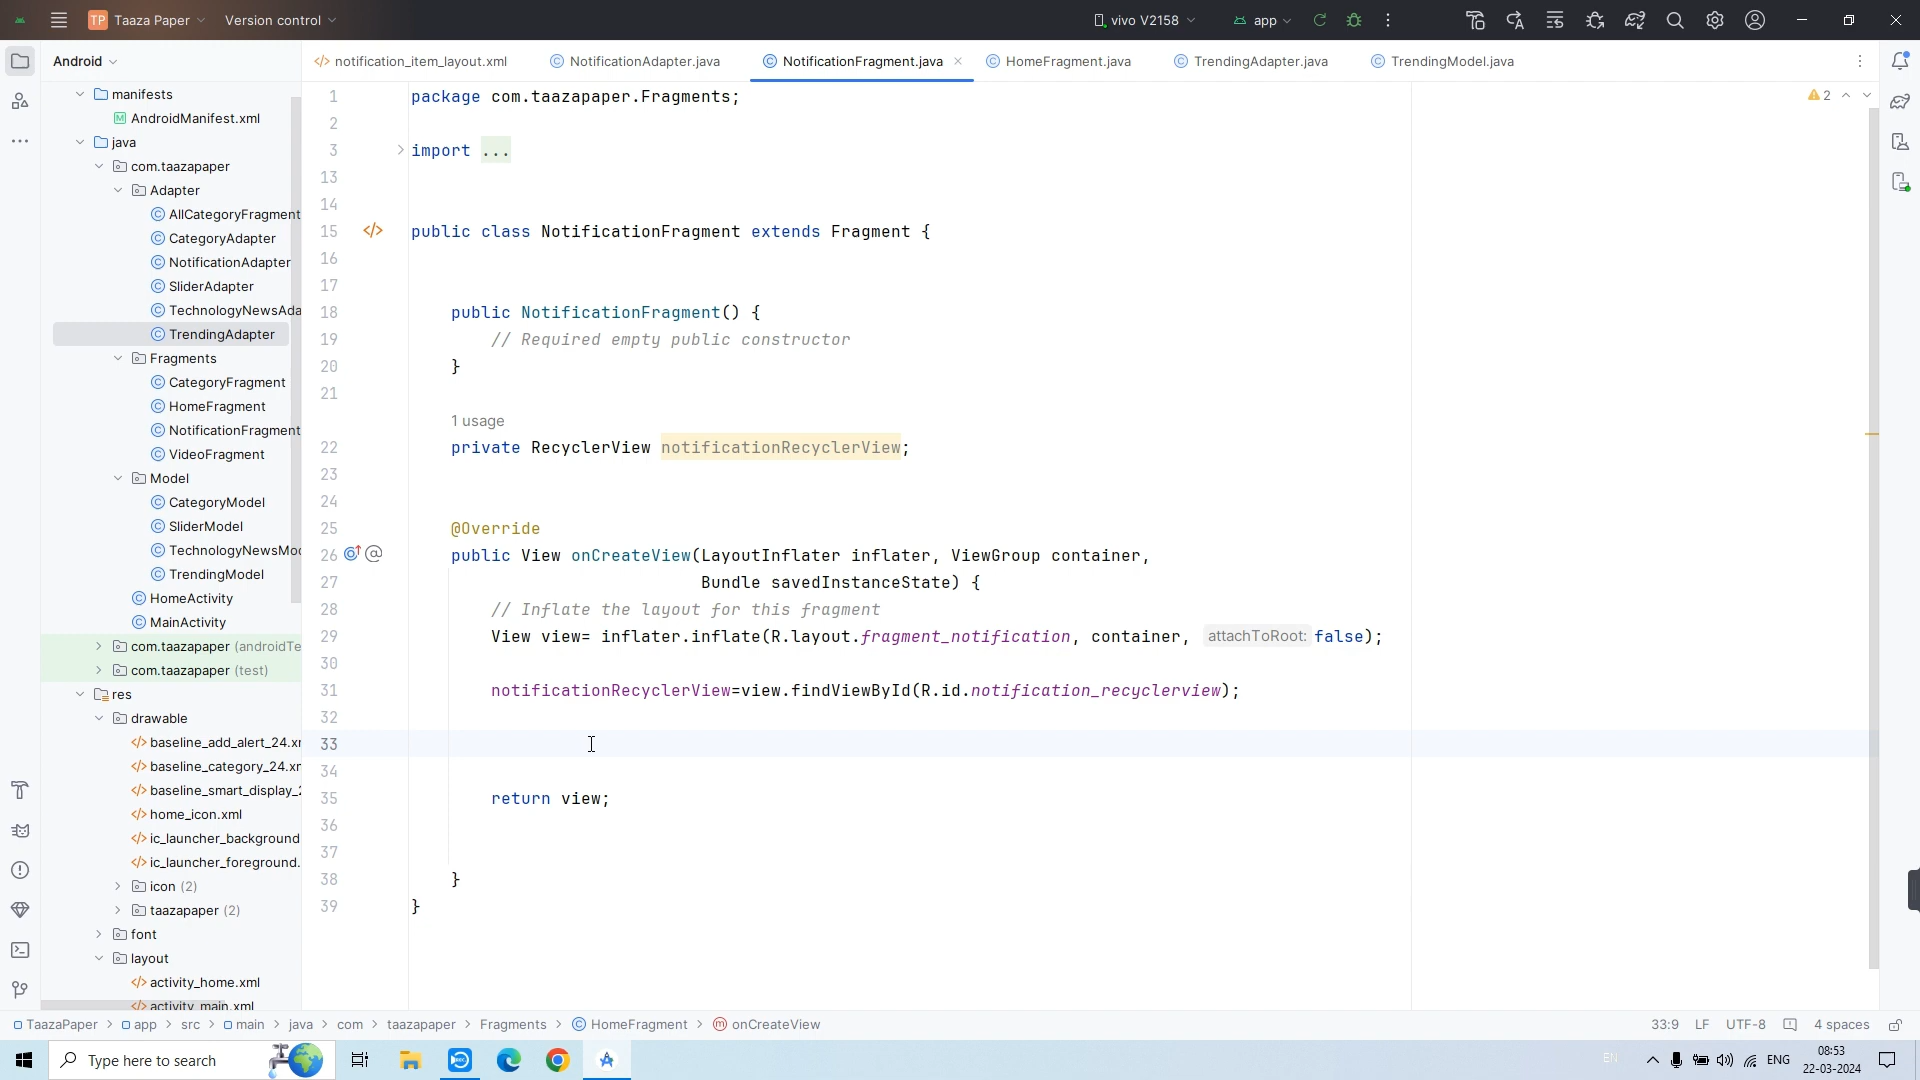 TP Taaza Paper Version control vivo V2158 app
Android notification_item_layout.xml NotificationAdapter.java NotificationFragment.java HomeFragment.java TrendingAdapter.java TrendingModel.java
manifests
AndroidManifest.xml
java
com.taazapaper
Adapter
AllCategoryFragment
CategoryAdapter
NotificationAdapter
SliderAdapter
TechnologyNewsAda
TrendingAdapter
Fragments
CategoryFragment
HomeFragment
NotificationFragment
VideoFragment
Model
CategoryModel
SliderModel
TechnologyNewsMo
TrendingModel
HomeActivity
MainActivity
com.taazapaper (androidTe
com.taazapaper (test)
res
drawable
baseline_add_alert_24.xr
baseline_category_24.xr
baseline_smart_display_2
home_icon.xml
ic_launcher_background
ic_launcher_foreground.
icon (2)
taazapaper (2)
font
layout
activity_home.xml
activity_main.xml
1 package com.taazapaper.Fragments;
2
3 import ...
13
14
15 public class NotificationFragment extends Fragment {
16
17
18 public NotificationFragment() {
19 // Required empty public constructor
20 }
21
1 usage
22 private RecyclerView notificationRecyclerView;
23
24
25 @Override
26 public View onCreateView(LayoutInflater inflater, ViewGroup container,
27 Bundle savedInstanceState) {
28 // Inflate the layout for this fragment
29 View view= inflater.inflate(R.layout.fragment_notification, container, attachToRoot: false);
30
31 notificationRecyclerView=view.findViewById(R.id.notification_recyclerview);
32
33
34
35 return view;
36
37
38 }
39 }
2
TaazaPaper > app > src > main > java > com > taazapaper > Fragments > HomeFragment > onCreateView 33:9 LF UTF-8 4 spaces
Type here to search REC EN ENG 08:53
22-03-2024